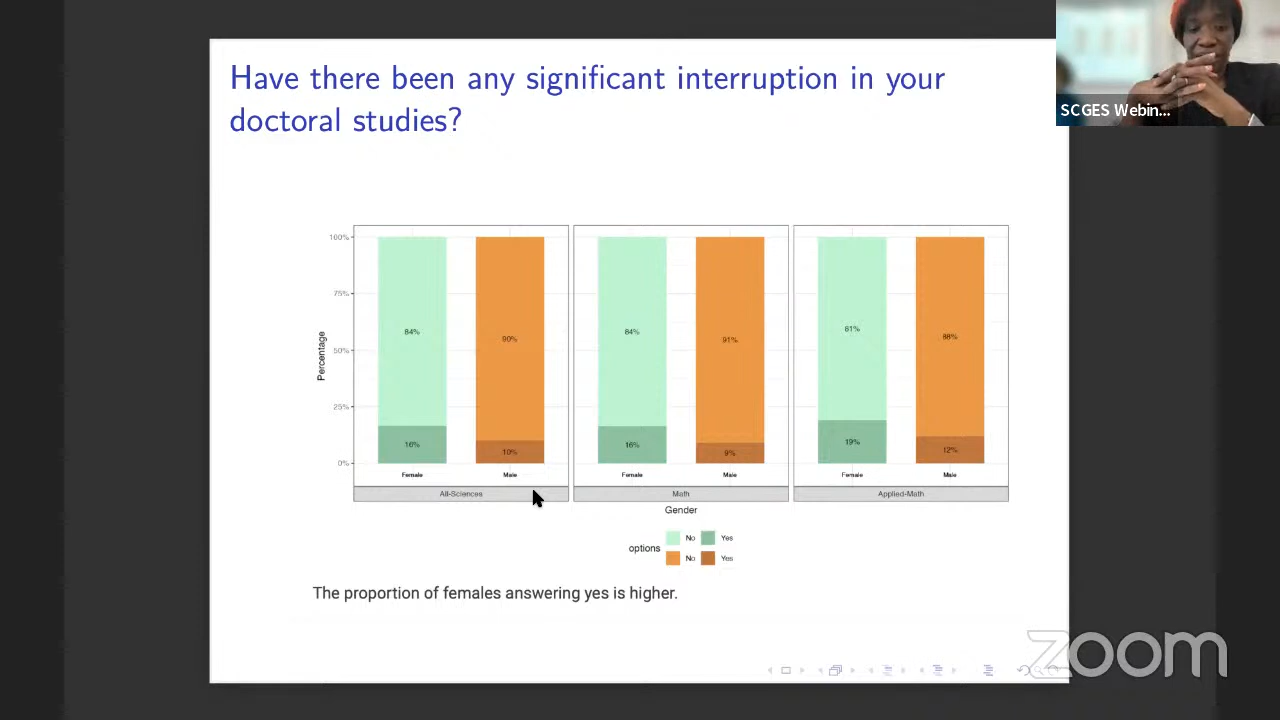 Have there been any significant interruption in your
doctoral studies?
SCGES Webin...
100%
75%
50%
25%
0%
Percentage
84%
16%
90%
10%
84%
16%
91%
9%
81%
19%
88%
12%
Female Male Female Male Female Male
All-Sciences Math Applied-Math
Gender
options
No Yes
No Yes
The proportion of females answering yes is higher.
zoom